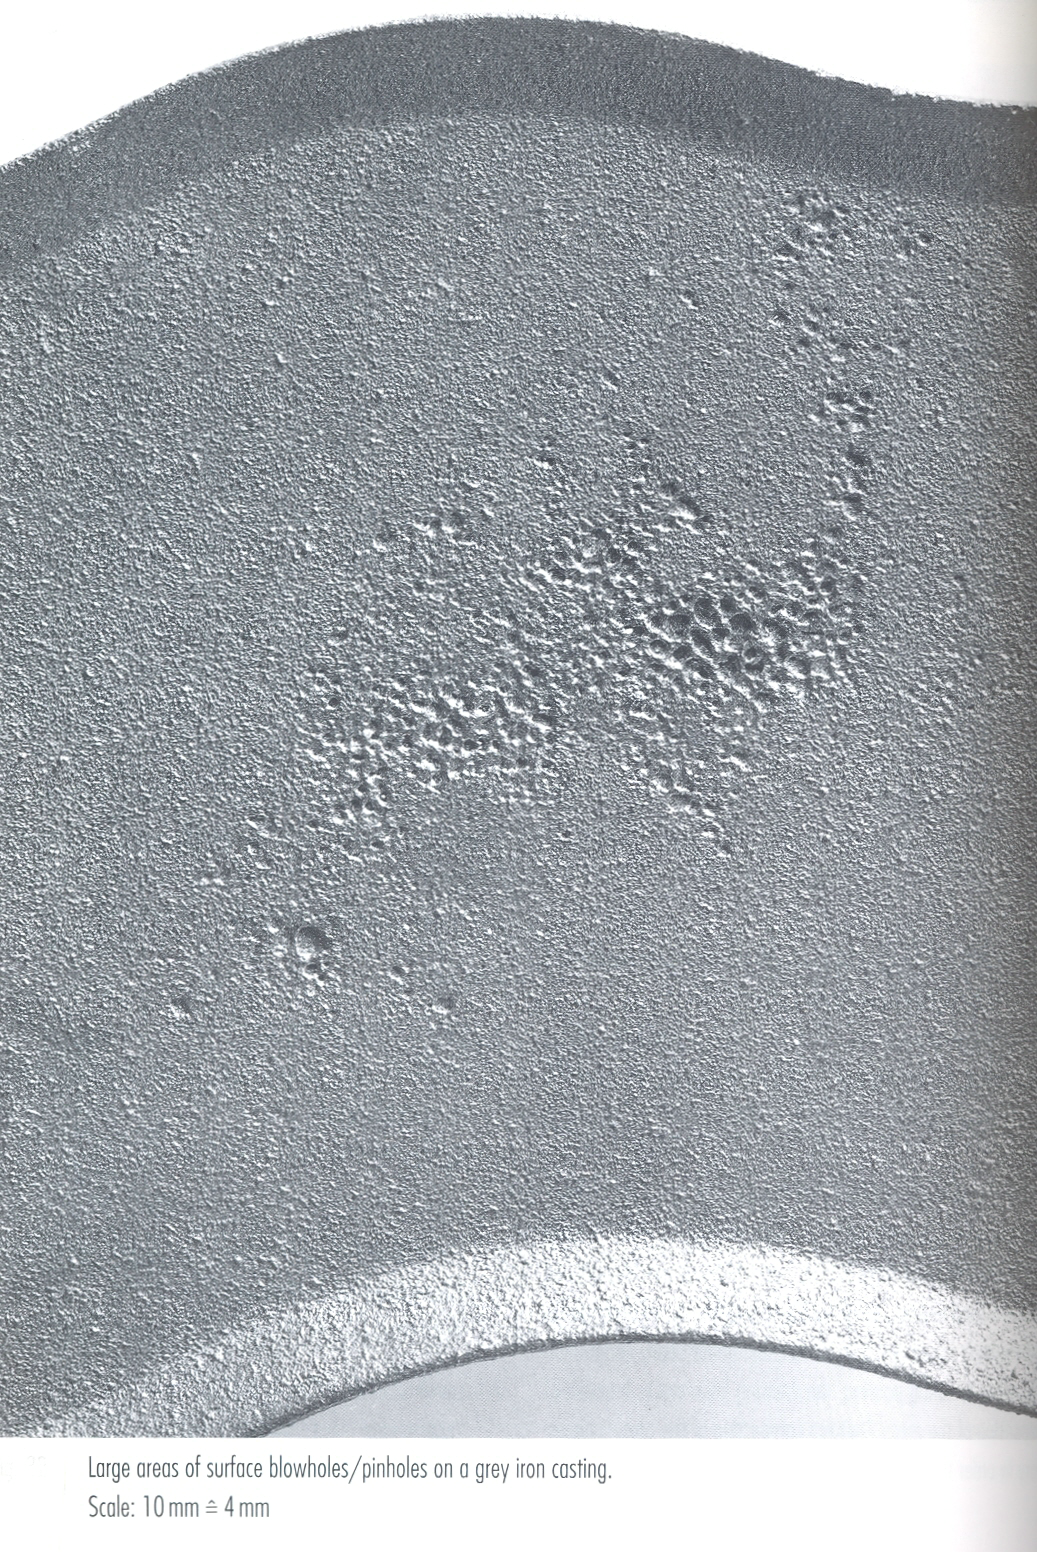 Large areas of surface blowholes/pinholes on a grey iron casting.
Scale: 10 mm ≙ 4 mm